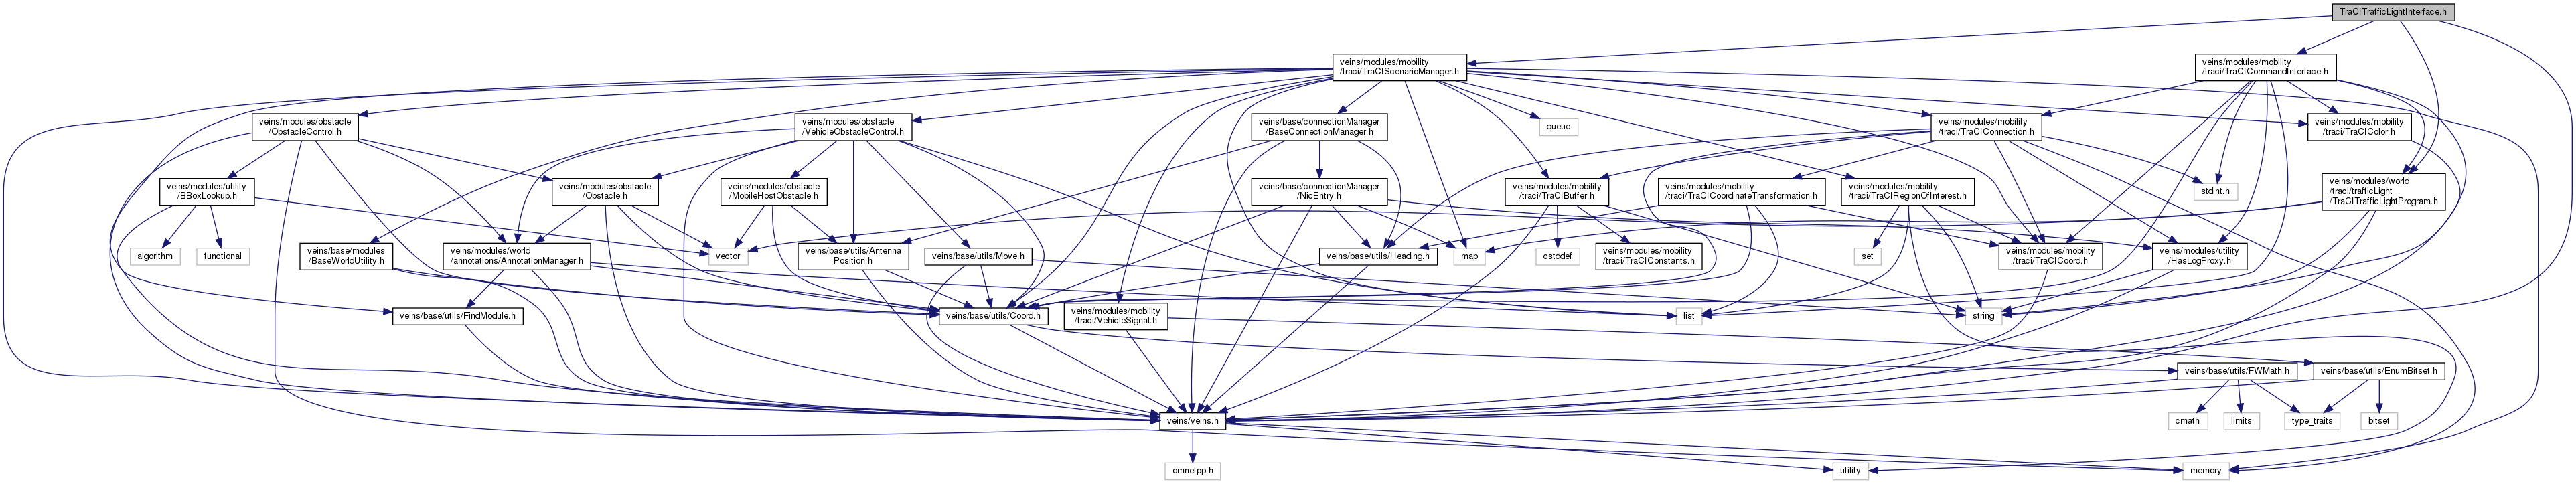 TraCITrafficLightInterface.h
veins/modules/mobility
/traci/TraCIScenarioManager.h
veins/modules/mobility
/traci/TraCICommandInterface.h
veins/modules/obstacle
/ObstacleControl.h
veins/modules/obstacle
/VehicleObstacleControl.h
veins/base/connectionManager
/BaseConnectionManager.h
queue
veins/modules/mobility
/traci/TraCIConnection.h
veins/modules/mobility
/traci/TraCIColor.h
veins/modules/utility
/BBoxLookup.h
veins/modules/obstacle
/Obstacle.h
veins/modules/obstacle
/MobileHostObstacle.h
veins/base/connectionManager
/NicEntry.h
veins/modules/mobility
/traci/TraCIBuffer.h
veins/modules/mobility
/traci/TraCICoordinateTransformation.h
veins/modules/mobility
/traci/TraCIRegionOfInterest.h
stdint.h
veins/modules/world
/traci/trafficLight
/TraCITrafficLightProgram.h
algorithm
functional
veins/base/modules
/BaseWorldUtility.h
veins/modules/world
/annotations/AnnotationManager.h
vector
veins/base/utils/Antenna
Position.h
veins/base/utils/Move.h
veins/base/utils/Heading.h
map
cstddef
veins/modules/mobility
/traci/TraCIConstants.h
set
veins/modules/mobility
/traci/TraCICoord.h
veins/modules/utility
/HasLogProxy.h
veins/base/utils/FindModule.h
veins/base/utils/Coord.h
veins/modules/mobility
/traci/VehicleSignal.h
list
string
veins/base/utils/FWMath.h
veins/base/utils/EnumBitset.h
veins/veins.h
cmath
limits
type_traits
bitset
omnetpp.h
utility
memory